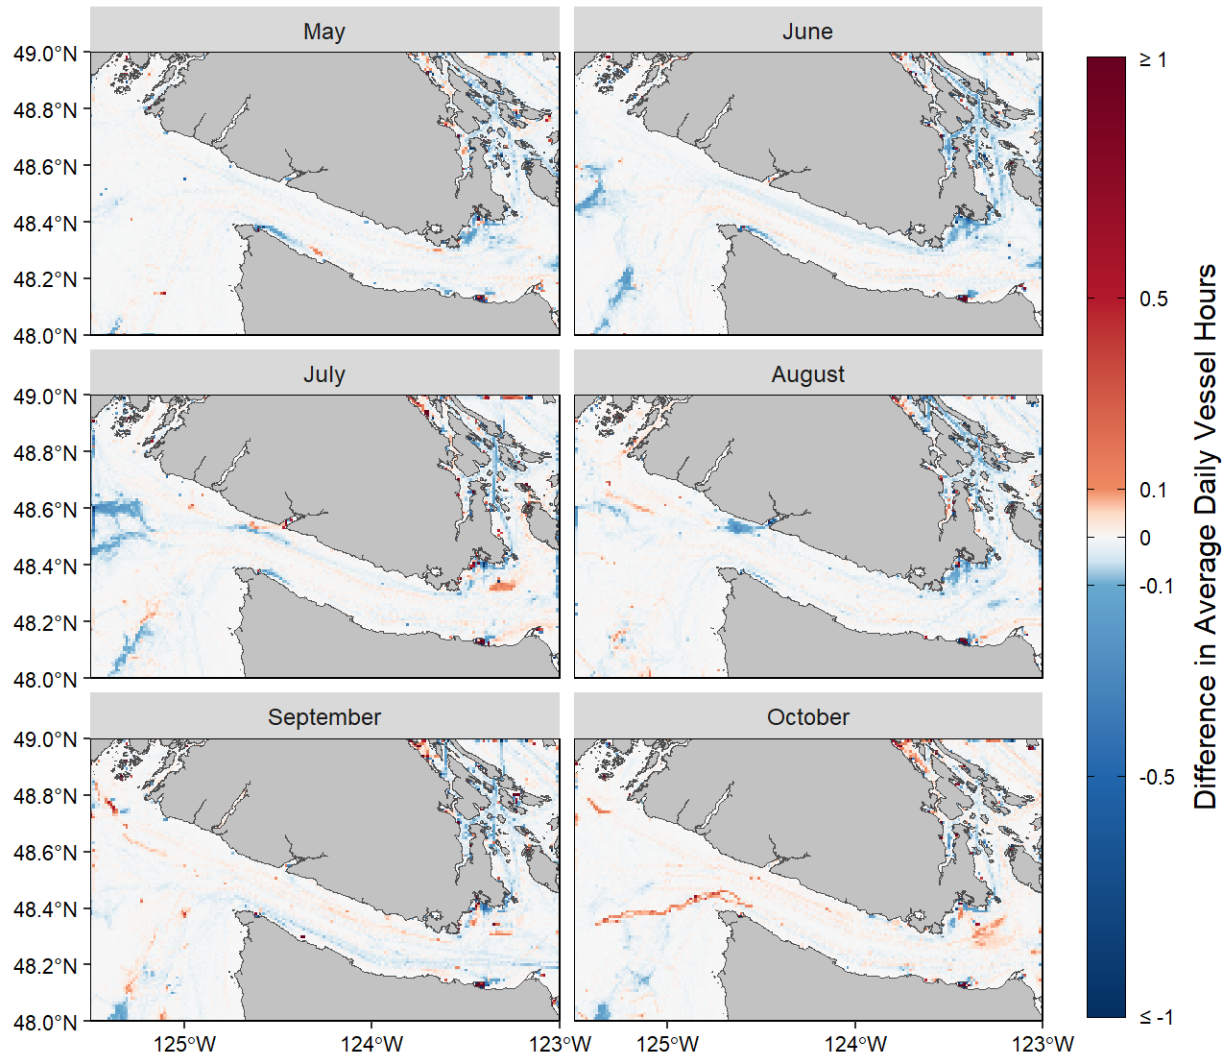 May
June
49.0°N
48.8°N
48.6°N
48.4°N
48.2°N
48.0°N
July
August
49.0°N
48.8°N
48.6°N
48.4°N
48.2°N
48.0°N
September
October
49.0°N
48.8°N
48.6°N
48.4°N
48.2°N
48.0°N
125°W
124°W
123°W
125°W
124°W
123°W
≥ 1
0.5
0.1
0
-0.1
-0.5
≤ -1
Difference in Average Daily Vessel Hours